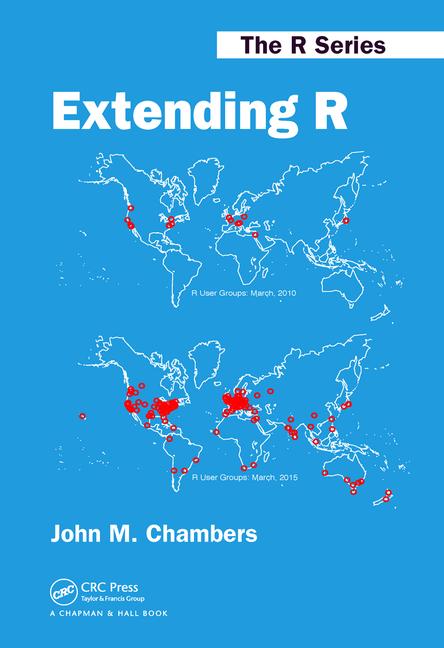 The R Series
Extending R
R User Groups: March, 2010
R User Groups: March, 2015
John M. Chambers
CRC
CRC Press
Taylor & Francis Group
A CHAPMAN & HALL BOOK